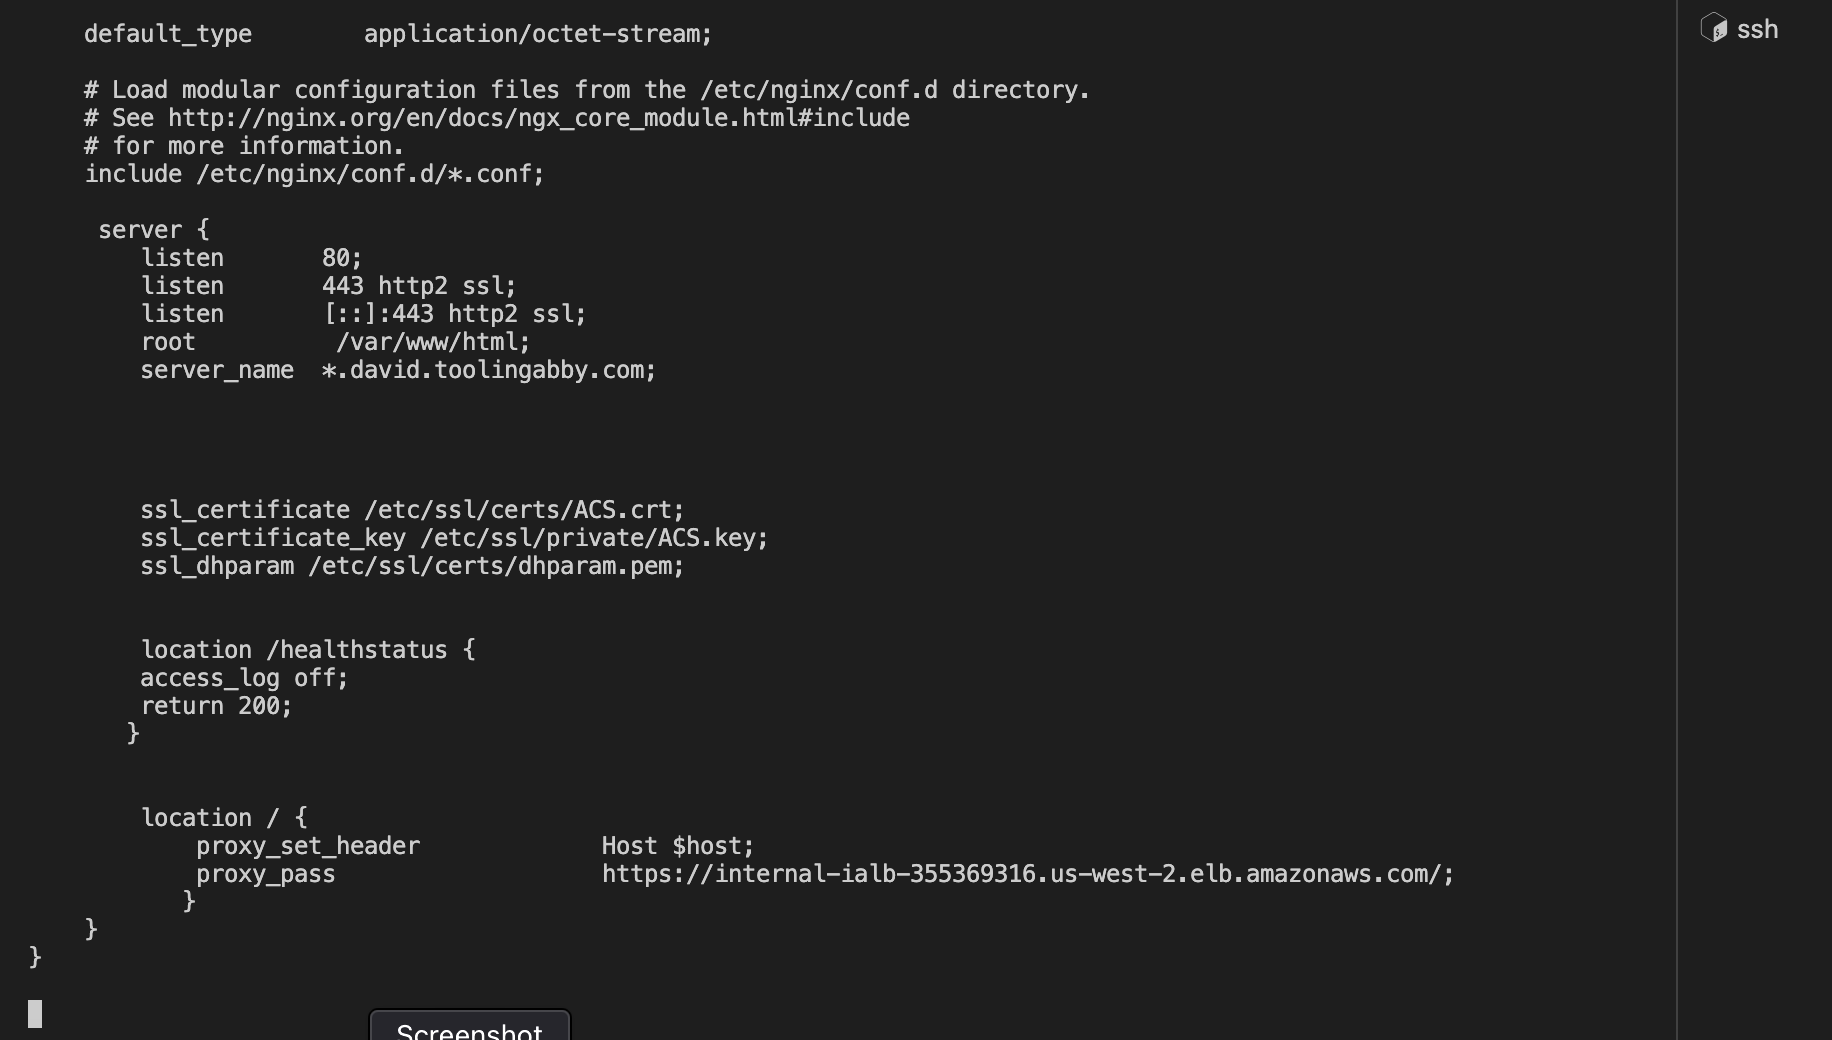 default_type        application/octet-stream;
# Load modular configuration files from the /etc/nginx/conf.d directory.
# See http://nginx.org/en/docs/ngx_core_module.html#include
# for more information.
include /etc/nginx/conf.d/*.conf;
server {
listen       80;
listen       443 http2 ssl;
listen       [::]:443 http2 ssl;
root          /var/www/html;
server_name  *.david.toolingabby.com;
ssl_certificate /etc/ssl/certs/ACS.crt;
ssl_certificate_key /etc/ssl/private/ACS.key;
ssl_dhparam /etc/ssl/certs/dhparam.pem;
location /healthstatus {
access_log off;
return 200;
}
location / {
proxy_set_header             Host $host;
proxy_pass                   https://internal-ialb-355369316.us-west-2.elb.amazonaws.com/;
}
}
}
ssh
Screenshot